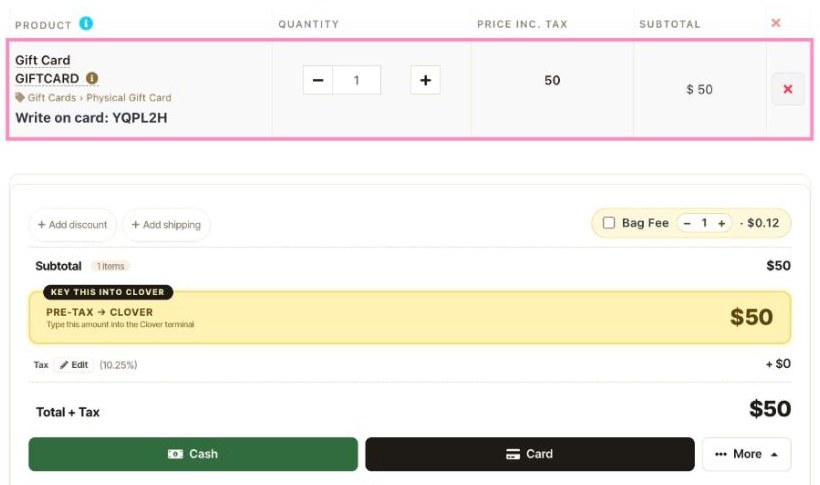 PRODUCT QUANTITY PRICE INC. TAX SUBTOTAL
Gift Card
GIFTCARD
Gift Cards › Physical Gift Card
Write on card: YQPL2H
− 1 +
50
$ 50
+ Add discount + Add shipping
Bag Fee − 1 + · $0.12
Subtotal 1 items $50
KEY THIS INTO CLOVER
PRE-TAX → CLOVER
Type this amount into the Clover terminal
$50
Tax Edit (10.25%) + $0
Total + Tax $50
Cash Card ••• More